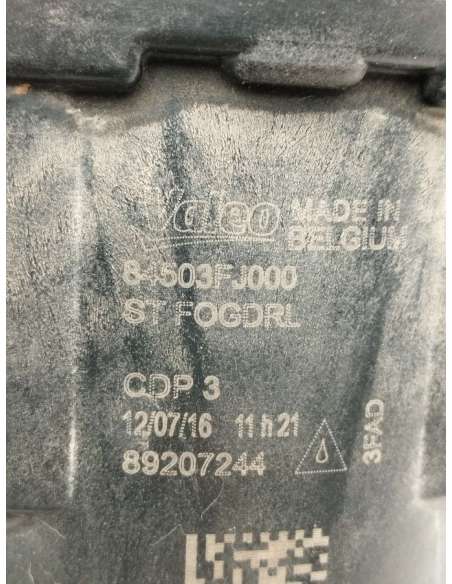 Valeo MADE IN
BELGIUM
84503FJ000
ST FOGDRL
CDP 3
12/07/16 11 h 21
89207244
3FAD